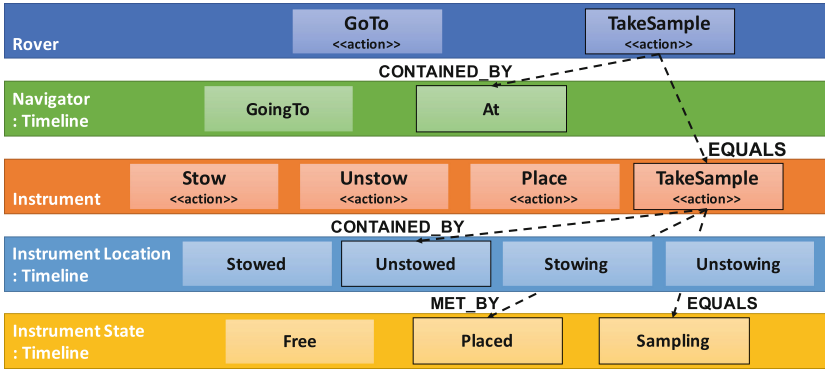 GoTo
<<action>>
TakeSample
<<action>>
Rover
CONTAINED_BY
Navigator
: Timeline
GoingTo
At
EQUALS
Stow
<<action>>
Unstow
<<action>>
Place
<<action>>
TakeSample
<<action>>
Instrument
CONTAINED_BY
Instrument Location
: Timeline
Stowed
Unstowed
Stowing
Unstowing
MET_BY
EQUALS
Instrument State
: Timeline
Free
Placed
Sampling